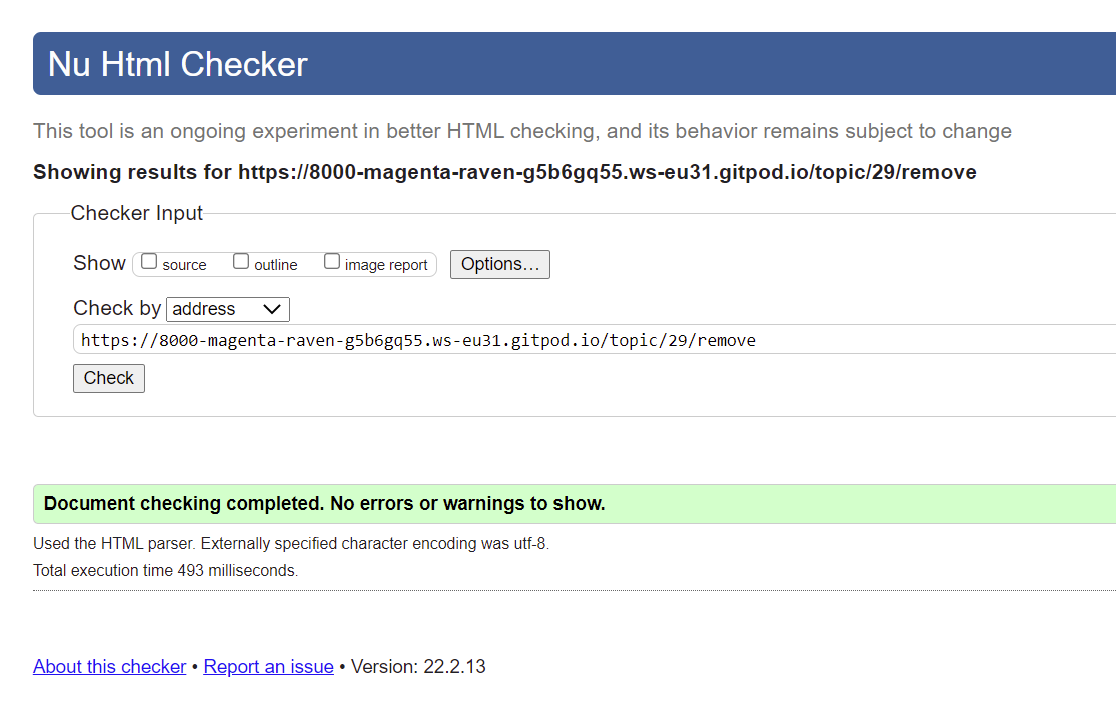 Nu Html Checker
This tool is an ongoing experiment in better HTML checking, and its behavior remains subject to change
Showing results for https://8000-magenta-raven-g5b6gq55.ws-eu31.gitpod.io/topic/29/remove
Checker Input
Show source outline image report Options...
Check by address
https://8000-magenta-raven-g5b6gq55.ws-eu31.gitpod.io/topic/29/remove
Check
Document checking completed. No errors or warnings to show.
Used the HTML parser. Externally specified character encoding was utf-8.
Total execution time 493 milliseconds.
About this checker • Report an issue • Version: 22.2.13